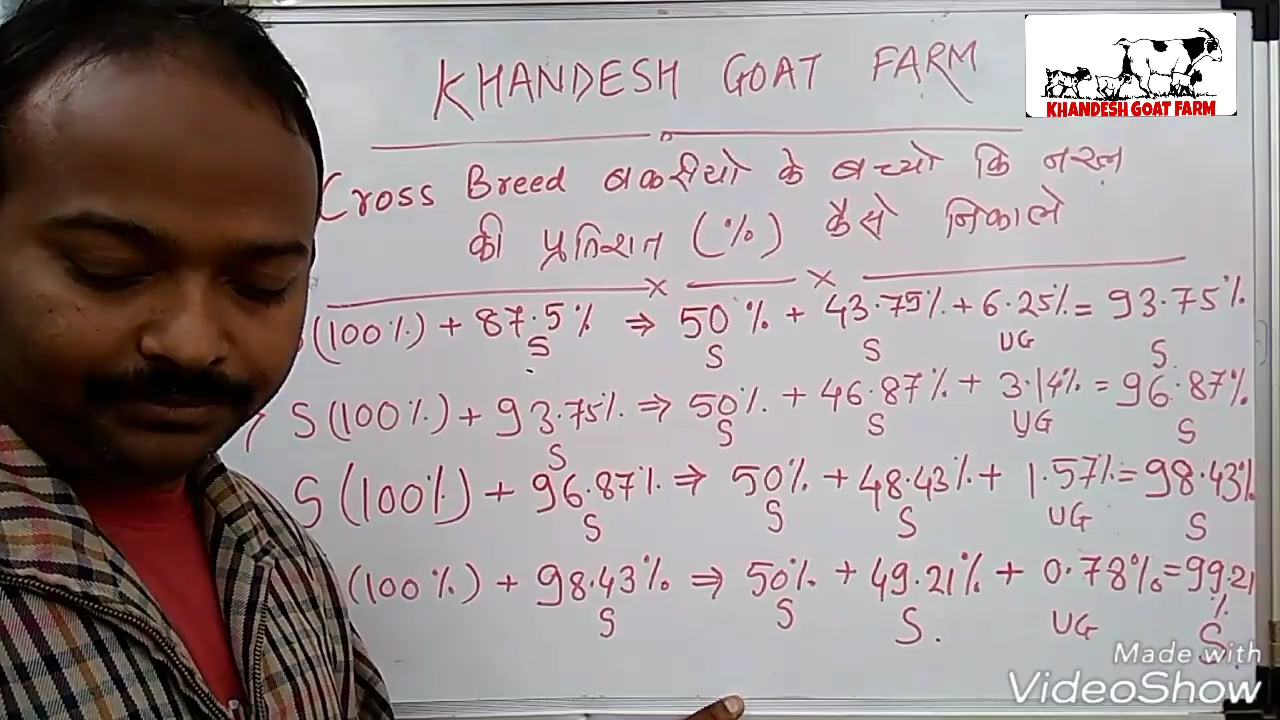 KHANDESH GOAT FARM
KHANDESH GOAT FARM
Cross Breed बकरीयो के बच्यो कि नस्ल
की प्रतिशत (%) कैसे निकाले
(100%) + 87.5% ⇒ 50% + 43.75% + 6.25% = 93.75%
S S S UG S
S(100%) + 93.75% ⇒ 50% + 46.87% + 3.14% = 96.87%
S S S UG S
S(100%) + 96.87% ⇒ 50% + 48.43% + 1.57% = 98.43%
S S S UG S
(100%) + 98.43% ⇒ 50% + 49.21% + 0.78% = 99.21
%
S S S. UG S.
Made with
VideoShow